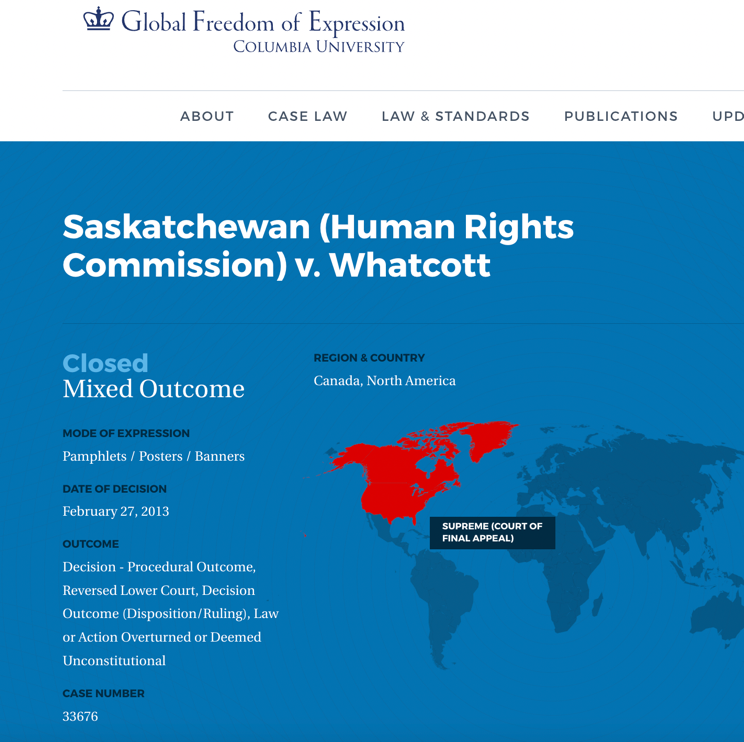 Global Freedom of Expression
COLUMBIA UNIVERSITY
ABOUT CASE LAW LAW & STANDARDS PUBLICATIONS UPD
Saskatchewan (Human Rights
Commission) v. Whatcott
Closed
Mixed Outcome
MODE OF EXPRESSION
Pamphlets / Posters / Banners
DATE OF DECISION
February 27, 2013
OUTCOME
Decision - Procedural Outcome,
Reversed Lower Court, Decision
Outcome (Disposition/Ruling), Law
or Action Overturned or Deemed
Unconstitutional
CASE NUMBER
33676
REGION & COUNTRY
Canada, North America
SUPREME (COURT OF
FINAL APPEAL)